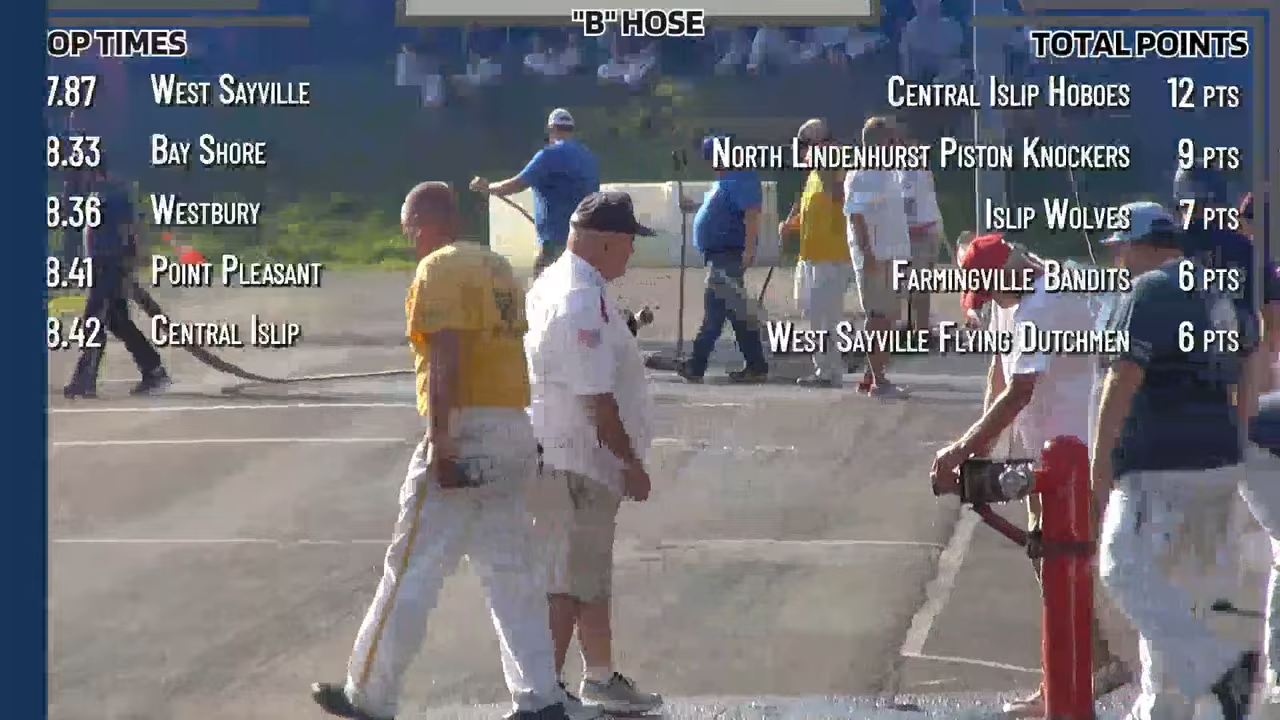 "B" HOSE
OP TIMES
7.87 WEST SAYVILLE
8.33 BAY SHORE
8.36 WESTBURY
8.41 POINT PLEASANT
8.42 CENTRAL ISLIP
TOTAL POINTS
CENTRAL ISLIP HOBOES 12 PTS
NORTH LINDENHURST PISTON KNOCKERS 9 PTS
ISLIP WOLVES 7 PTS
FARMINGVILLE BANDITS 6 PTS
WEST SAYVILLE FLYING DUTCHMEN 6 PTS